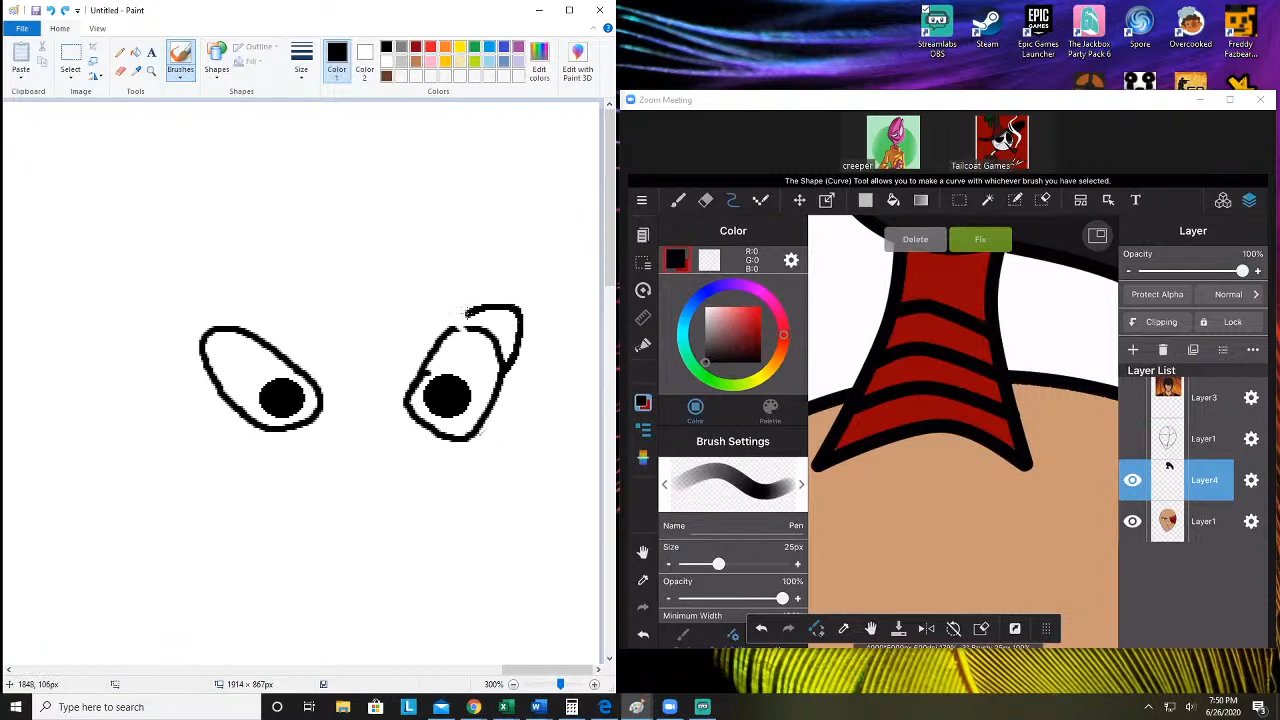 Untitled - Paint
File Home View
Paste Select Brushes Shapes Outline Fill Size Color 1 Color Edit colors Edit with Paint 3D
Clipboard Image Tools Shapes Colors
1848, 106px 1914 × 867px 300%
Streamlabs OBS Steam Epic Games Launcher The Jackbox Party Pack 6 Spore Overcooked Freddy Fazbear...
Zoom Meeting
creeper Tailcoat Games
The Shape (Curve) Tool allows you to make a curve with whichever brush you have selected.
Color
R:0
G:0
B:0
Color Palette
Brush Settings
Name Pen
Size 25px
Opacity 100%
Minimum Width
Delete Fix
Layer
Opacity 100%
Protect Alpha Normal
Clipping Lock
Layer List
Layer3
Layer1
Layer4
Layer1
Type here to search
7:50 PM
6/26/2020